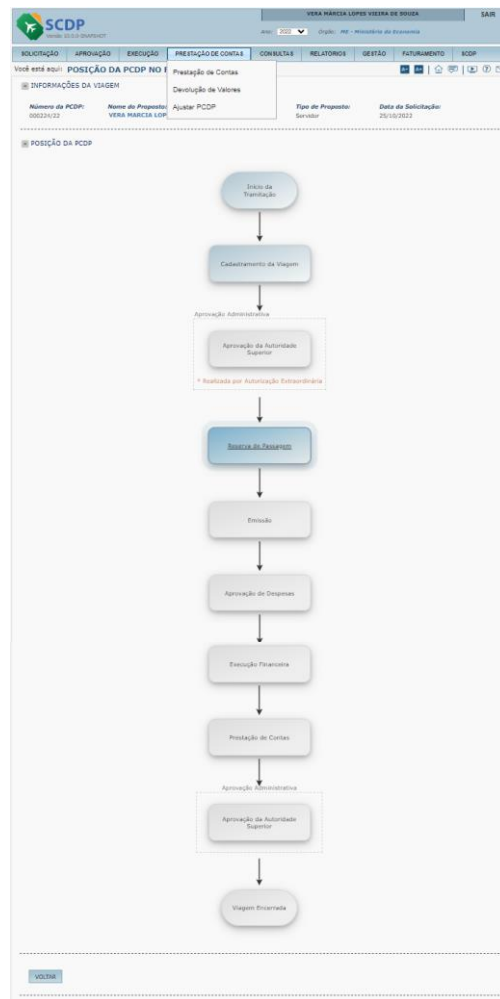 VERA MÁRCIA LOPES VIEIRA DE SOUZA
SAIR
SCDP
Versão 10.0.0-SNAPSHOT
Ano: 2022 Órgão: ME - Ministério da Economia
SOLICITAÇÃO APROVAÇÃO EXECUÇÃO PRESTAÇÃO DE CONTAS CONSULTAS RELATÓRIOS GESTÃO FATURAMENTO SCDP
Você está aqui: POSIÇÃO DA PCDP NO
A+ A-
Prestação de Contas
Devolução de Valores
Ajustar PCDP
INFORMAÇÕES DA VIAGEM
Número da PCDP: Nome do Proposto: Tipo de Proposto: Data da Solicitação:
000224/22 VERA MARCIA LOP Servidor 25/10/2022
POSIÇÃO DA PCDP
Início da
Tramitação
Cadastramento da Viagem
Aprovação Administrativa
Aprovação da Autoridade
Superior
* Realizada por Autorização Extraordinária
Reserva de Passagem
Emissão
Aprovação de Despesas
Execução Financeira
Prestação de Contas
Aprovação Administrativa
Aprovação da Autoridade
Superior
Viagem Encerrada
VOLTAR